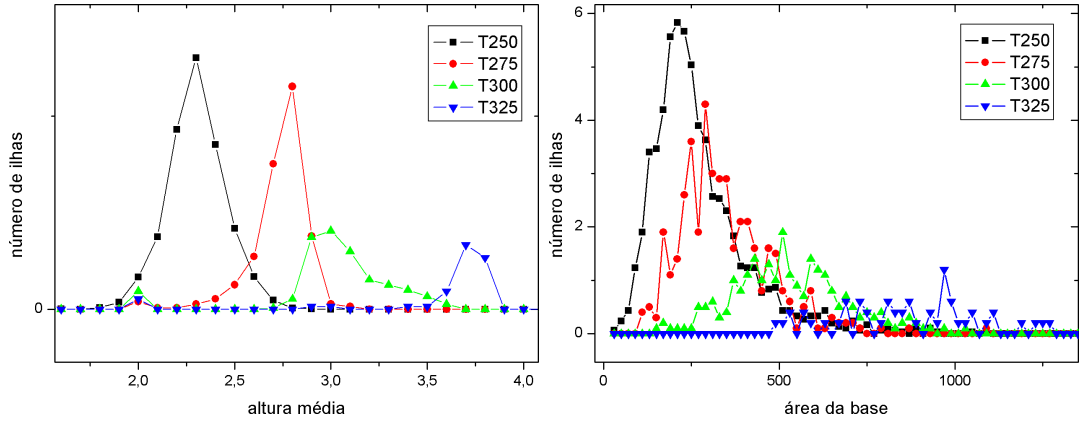 T250
T275
T300
T325
número de ilhas
0
2,0 2,5 3,0 3,5 4,0
altura média
T250
T275
T300
T325
número de ilhas
6
4
2
0
0 500 1000
área da base